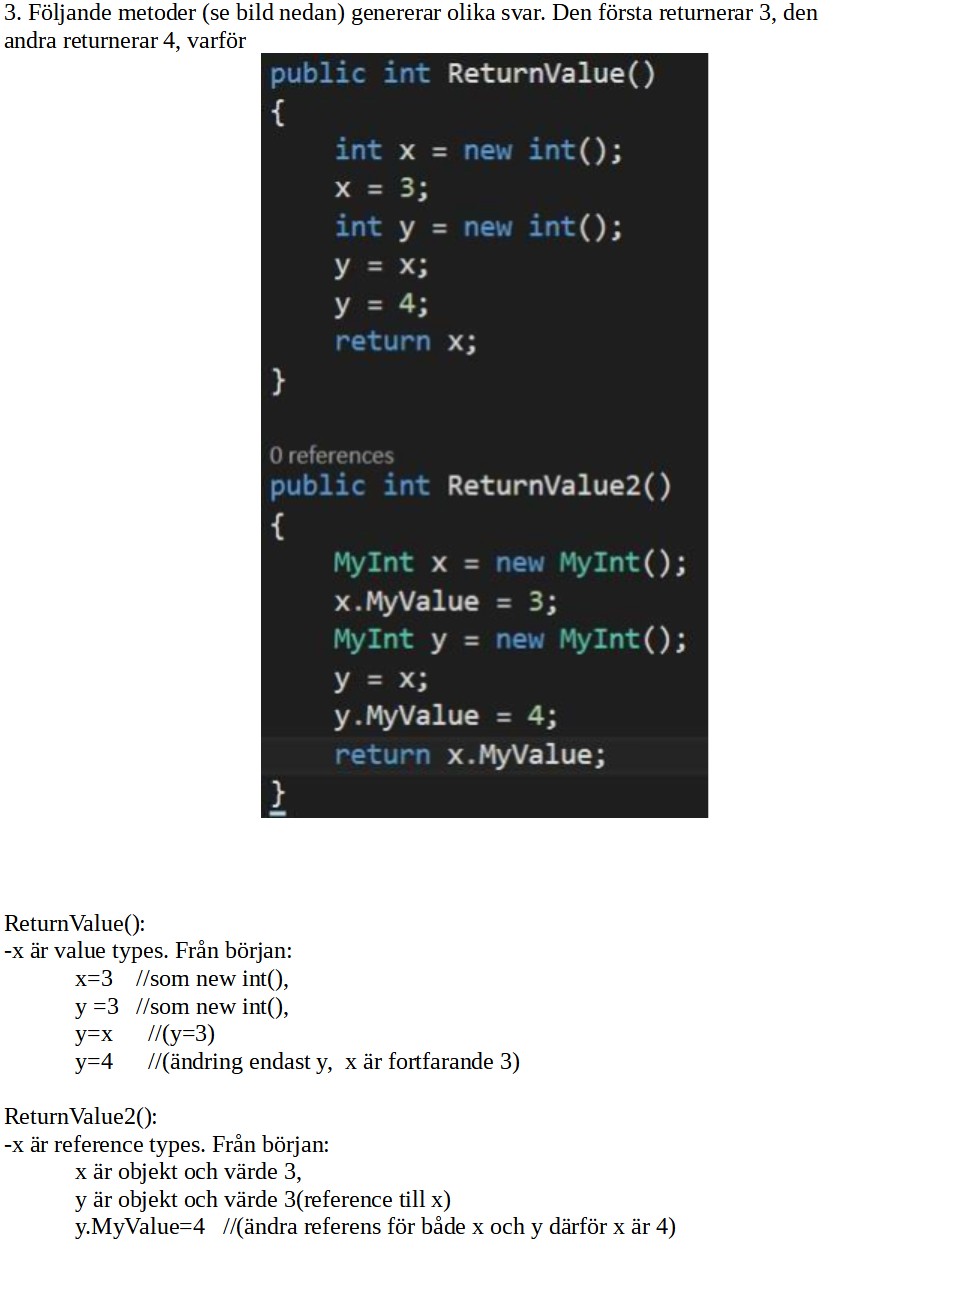 3. Följande metoder (se bild nedan) genererar olika svar. Den första returnerar 3, den
andra returnerar 4, varför
public int ReturnValue()
{
int x = new int();
x = 3;
int y = new int();
y = x;
y = 4;
return x;
}
0 references
public int ReturnValue2()
{
MyInt x = new MyInt();
x.MyValue = 3;
MyInt y = new MyInt();
y = x;
y.MyValue = 4;
return x.MyValue;
}
ReturnValue():
-x är value types. Från början:
x=3 //som new int(),
y =3 //som new int(),
y=x //(y=3)
y=4 //(ändring endast y, x är fortfarande 3)
ReturnValue2():
-x är reference types. Från början:
x är objekt och värde 3,
y är objekt och värde 3(reference till x)
y.MyValue=4 //(ändra referens för både x och y därför x är 4)